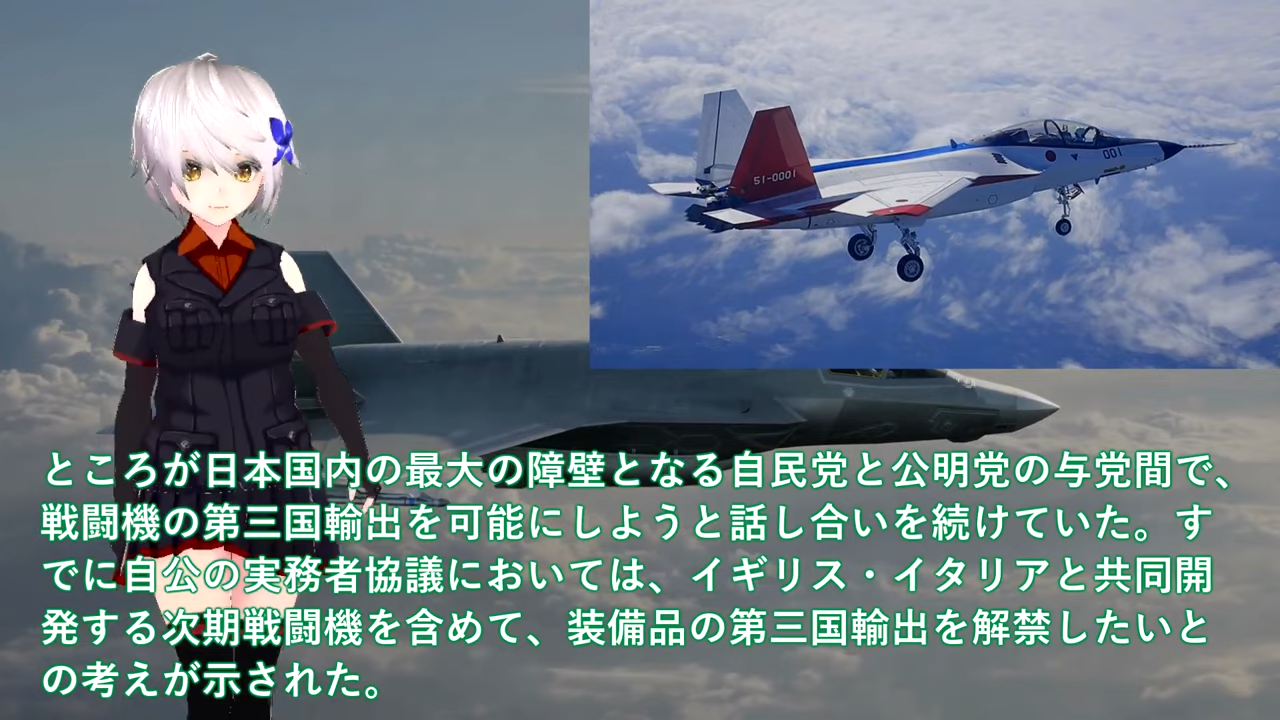 51-0001
001
ところが日本国内の最大の障壁となる自民党と公明党の与党間で、
戦闘機の第三国輸出を可能にしようと話し合いを続けていた。す
でに自公の実務者協議においては、イギリス・イタリアと共同開
発する次期戦闘機を含めて、装備品の第三国輸出を解禁したいと
の考えが示された。